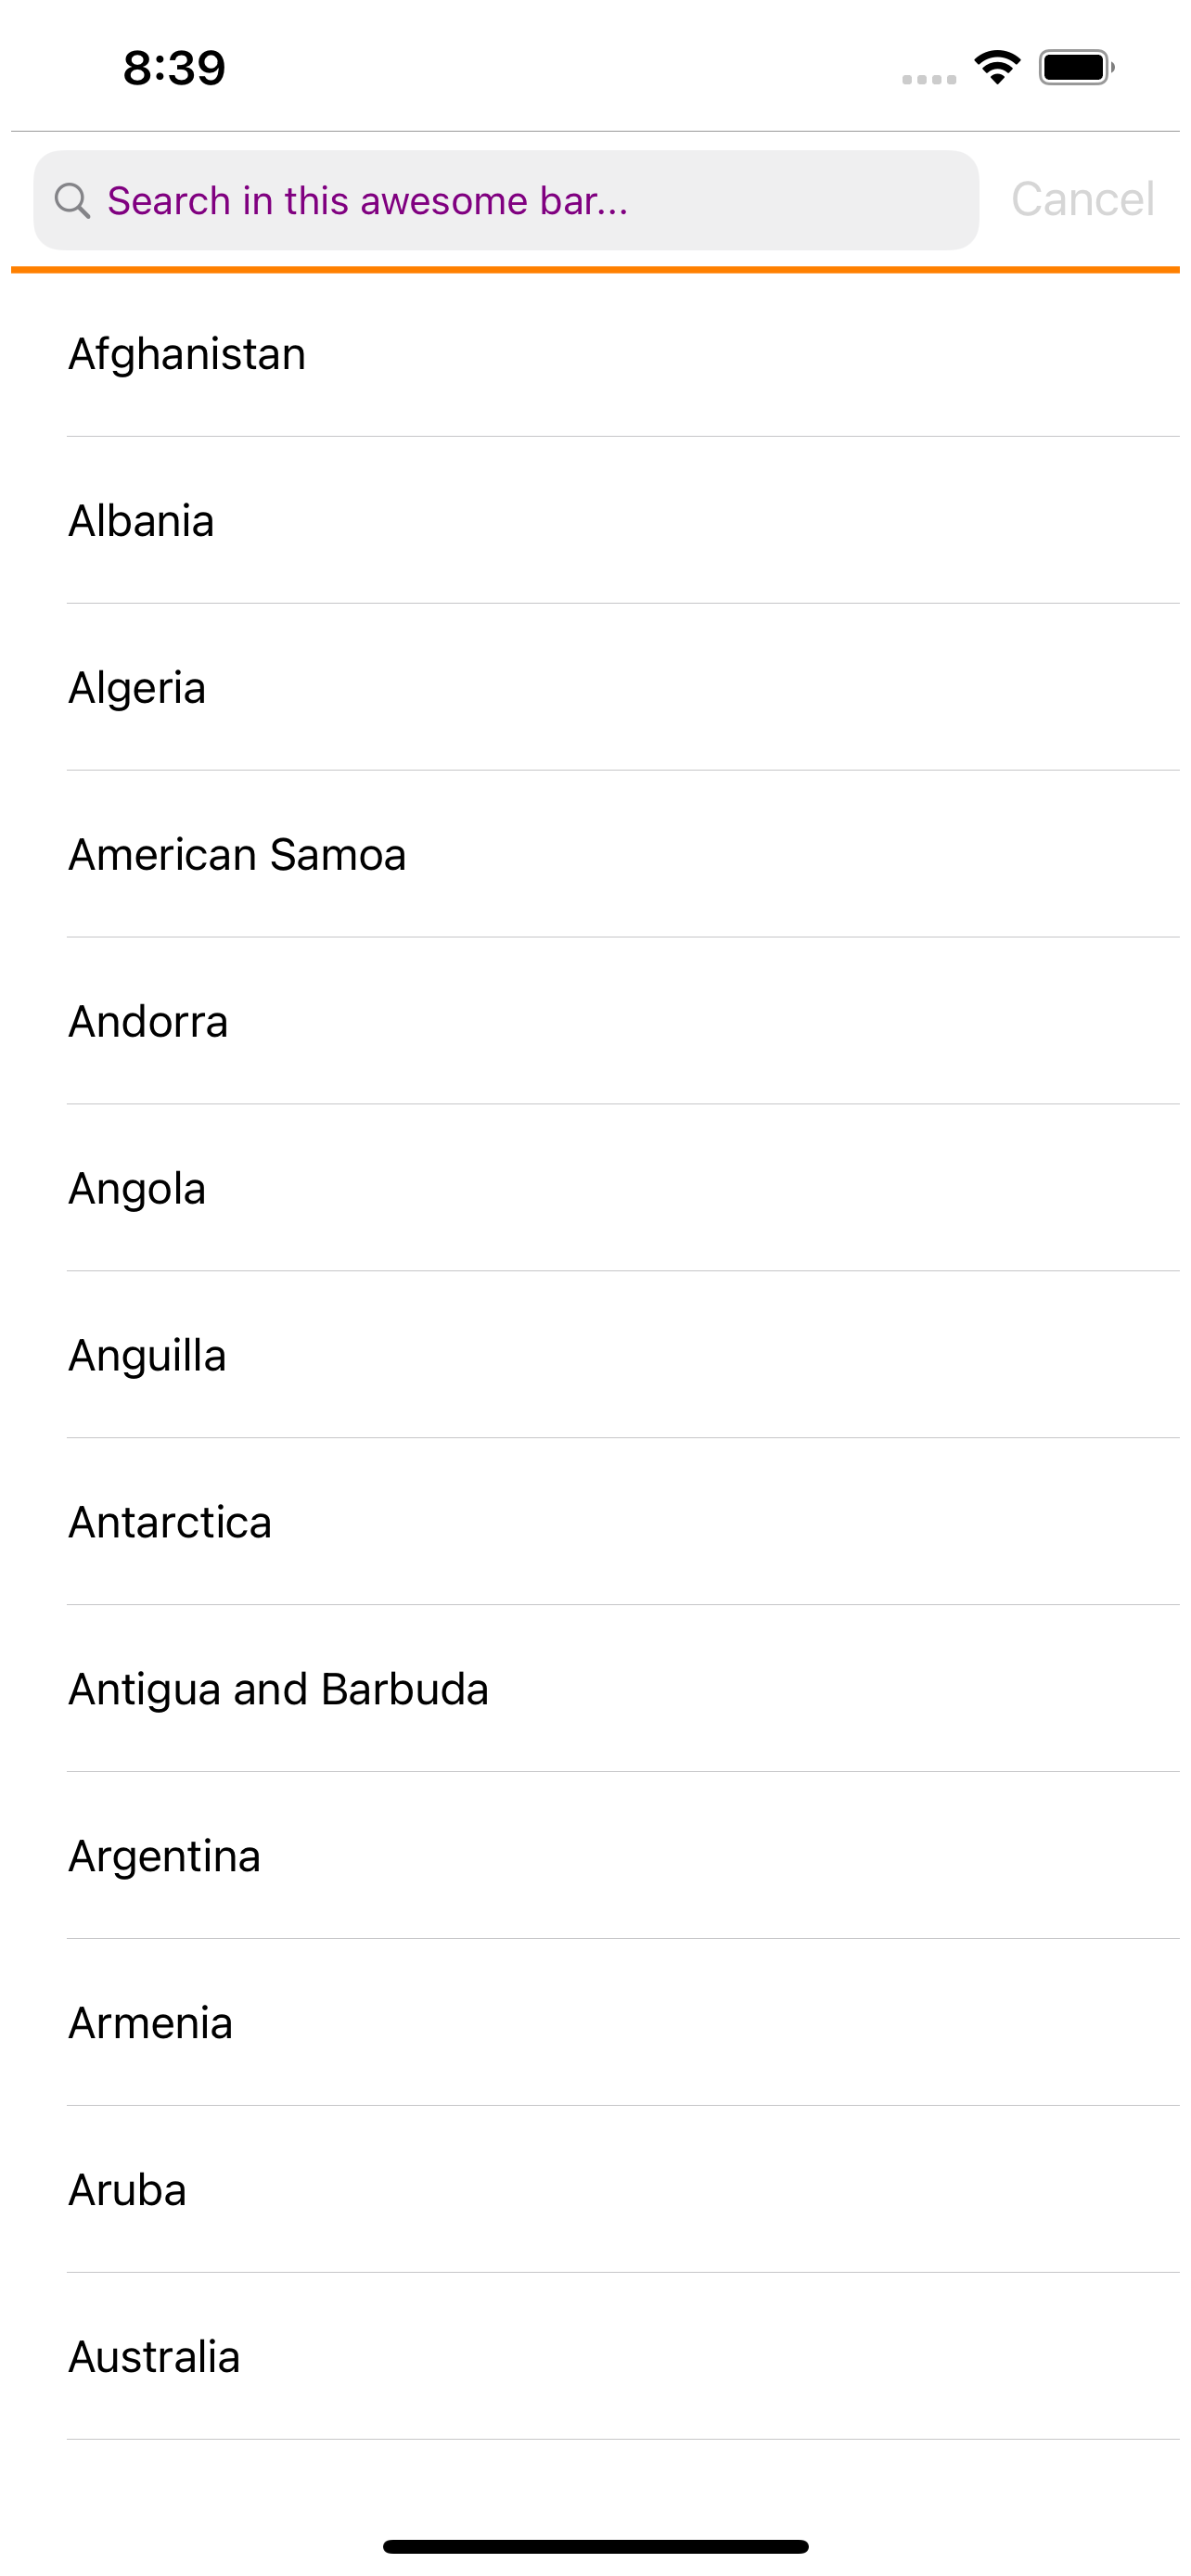 8:39
Search in this awesome bar...
Cancel
Afghanistan
Albania
Algeria
American Samoa
Andorra
Angola
Anguilla
Antarctica
Antigua and Barbuda
Argentina
Armenia
Aruba
Australia